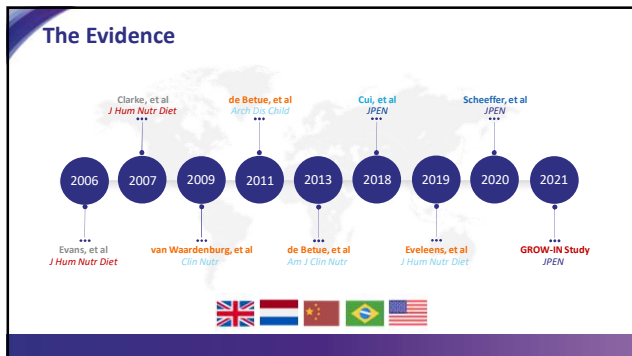 The Evidence
Clarke, et al
J Hum Nutr Diet
de Betue, et al
Arch Dis Child
Cui, et al
JPEN
Scheeffer, et al
JPEN
2006
2007
2009
2011
2013
2018
2019
2020
2021
Evans, et al
J Hum Nutr Diet
van Waardenburg, et al
Clin Nutr
de Betue, et al
Am J Clin Nutr
Eveleens, et al
J Hum Nutr Diet
GROW-IN Study
JPEN